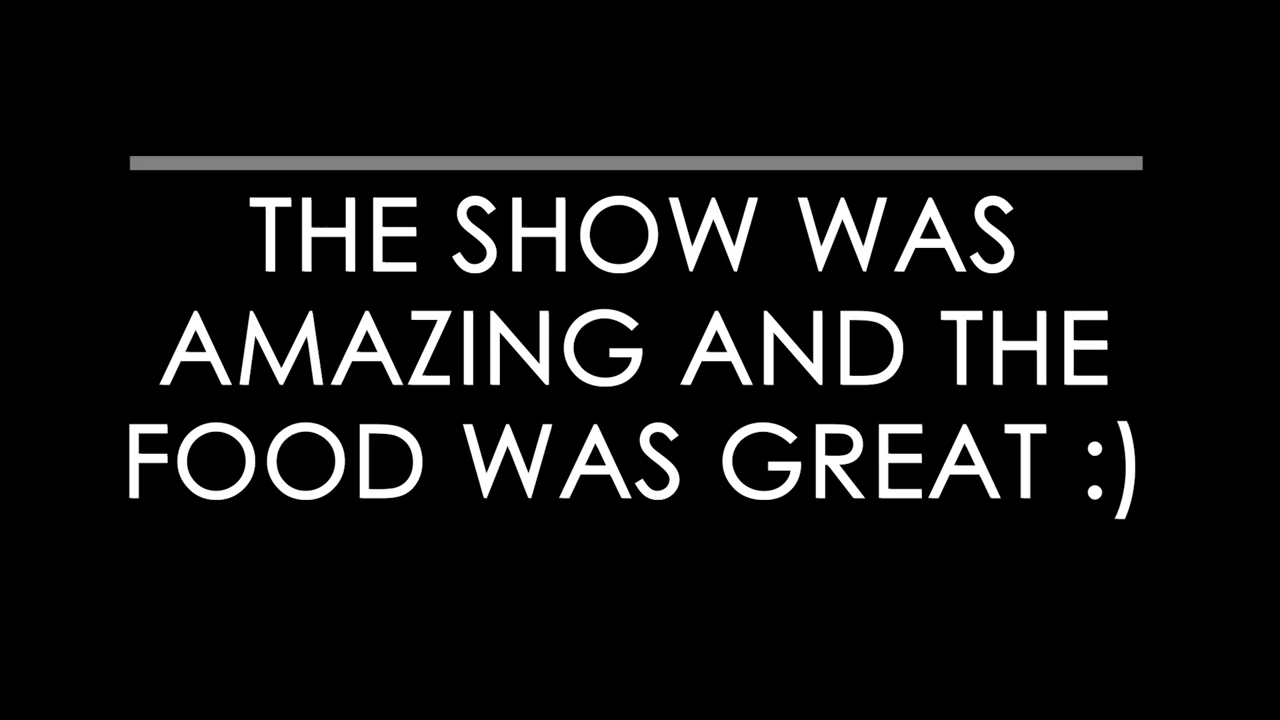 THE SHOW WAS
AMAZING AND THE
FOOD WAS GREAT :)